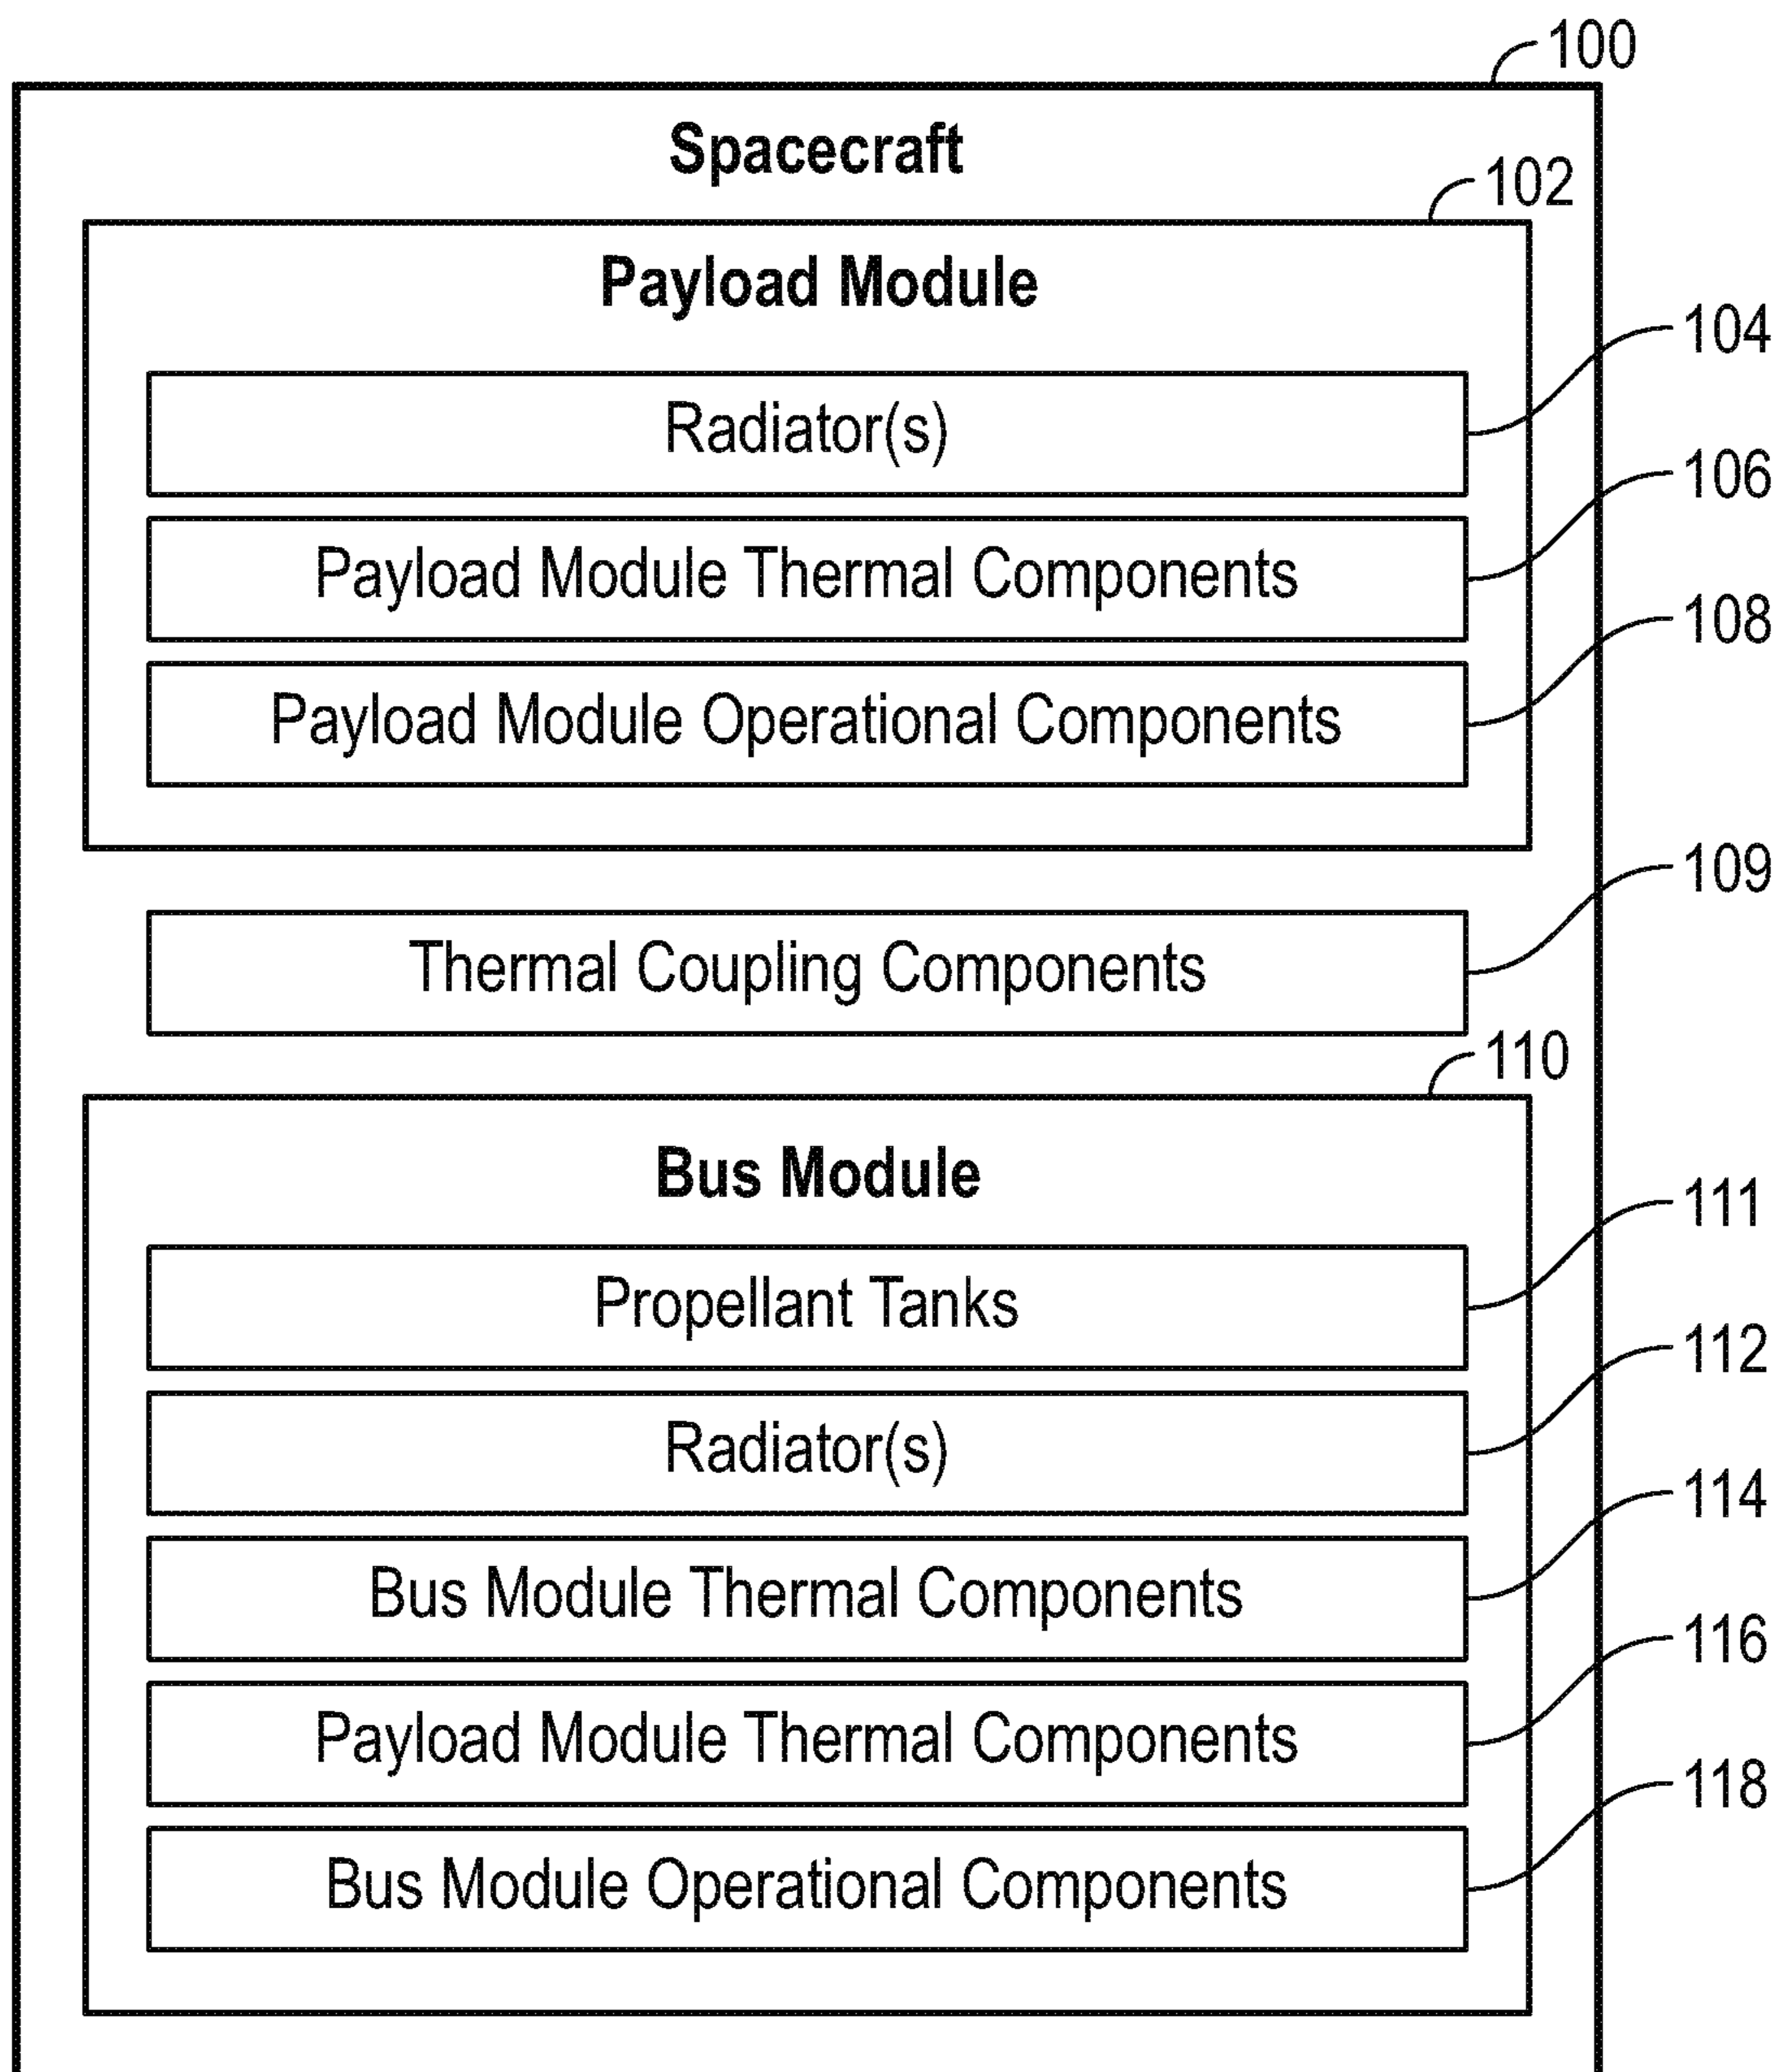 100
Spacecraft
102
Payload Module
104
Radiator(s)
106
Payload Module Thermal Components
108
Payload Module Operational Components
109
Thermal Coupling Components
110
Bus Module
111
Propellant Tanks
112
Radiator(s)
114
Bus Module Thermal Components
116
Payload Module Thermal Components
118
Bus Module Operational Components